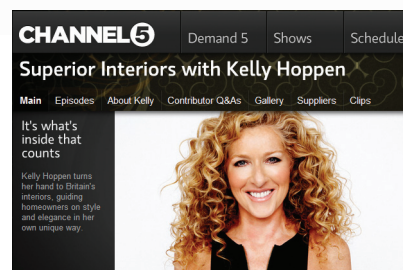 CHANNEL5
Demand 5 Shows Schedule
Superior Interiors with Kelly Hoppen
Main Episodes About Kelly Contributor Q&As Gallery Suppliers Clips
It's what's
inside that
counts
Kelly Hoppen turns
her hand to Britain's
interiors, guiding
homeowners on style
and elegance in her
own unique way.